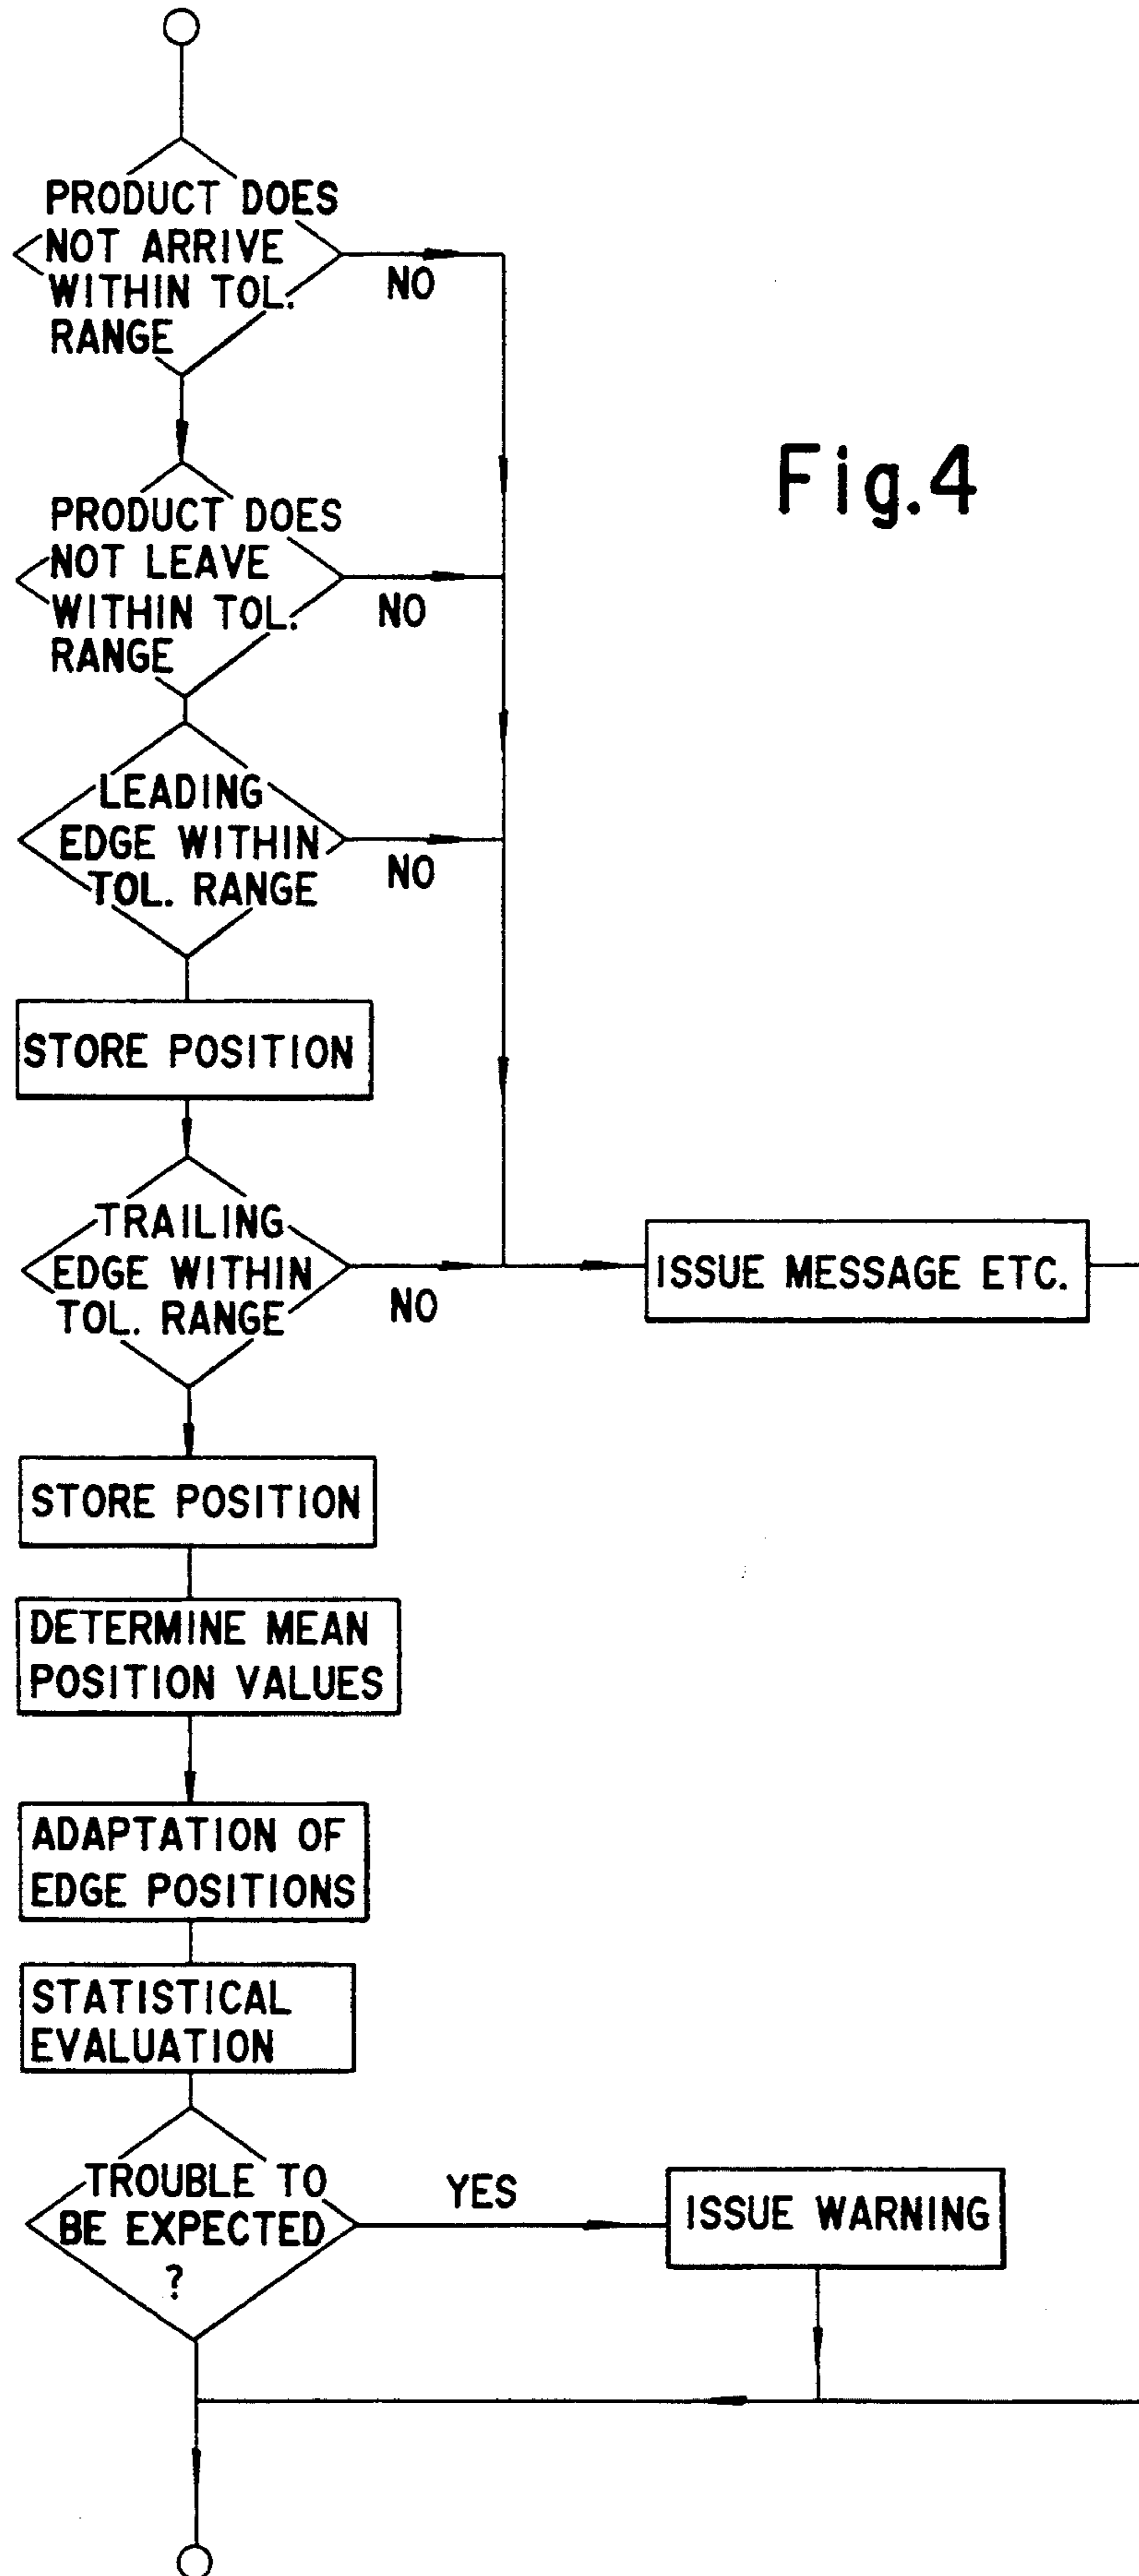 PRODUCT DOES
NOT ARRIVE
WITHIN TOL.
RANGE
NO
Fig.4
PRODUCT DOES
NOT LEAVE
WITHIN TOL.
RANGE
NO
LEADING
EDGE WITHIN
TOL. RANGE
NO
STORE POSITION
TRAILING
EDGE WITHIN
TOL. RANGE
NO
ISSUE MESSAGE ETC.
STORE POSITION
DETERMINE MEAN
POSITION VALUES
ADAPTATION OF
EDGE POSITIONS
STATISTICAL
EVALUATION
TROUBLE TO
BE EXPECTED
?
YES
ISSUE WARNING